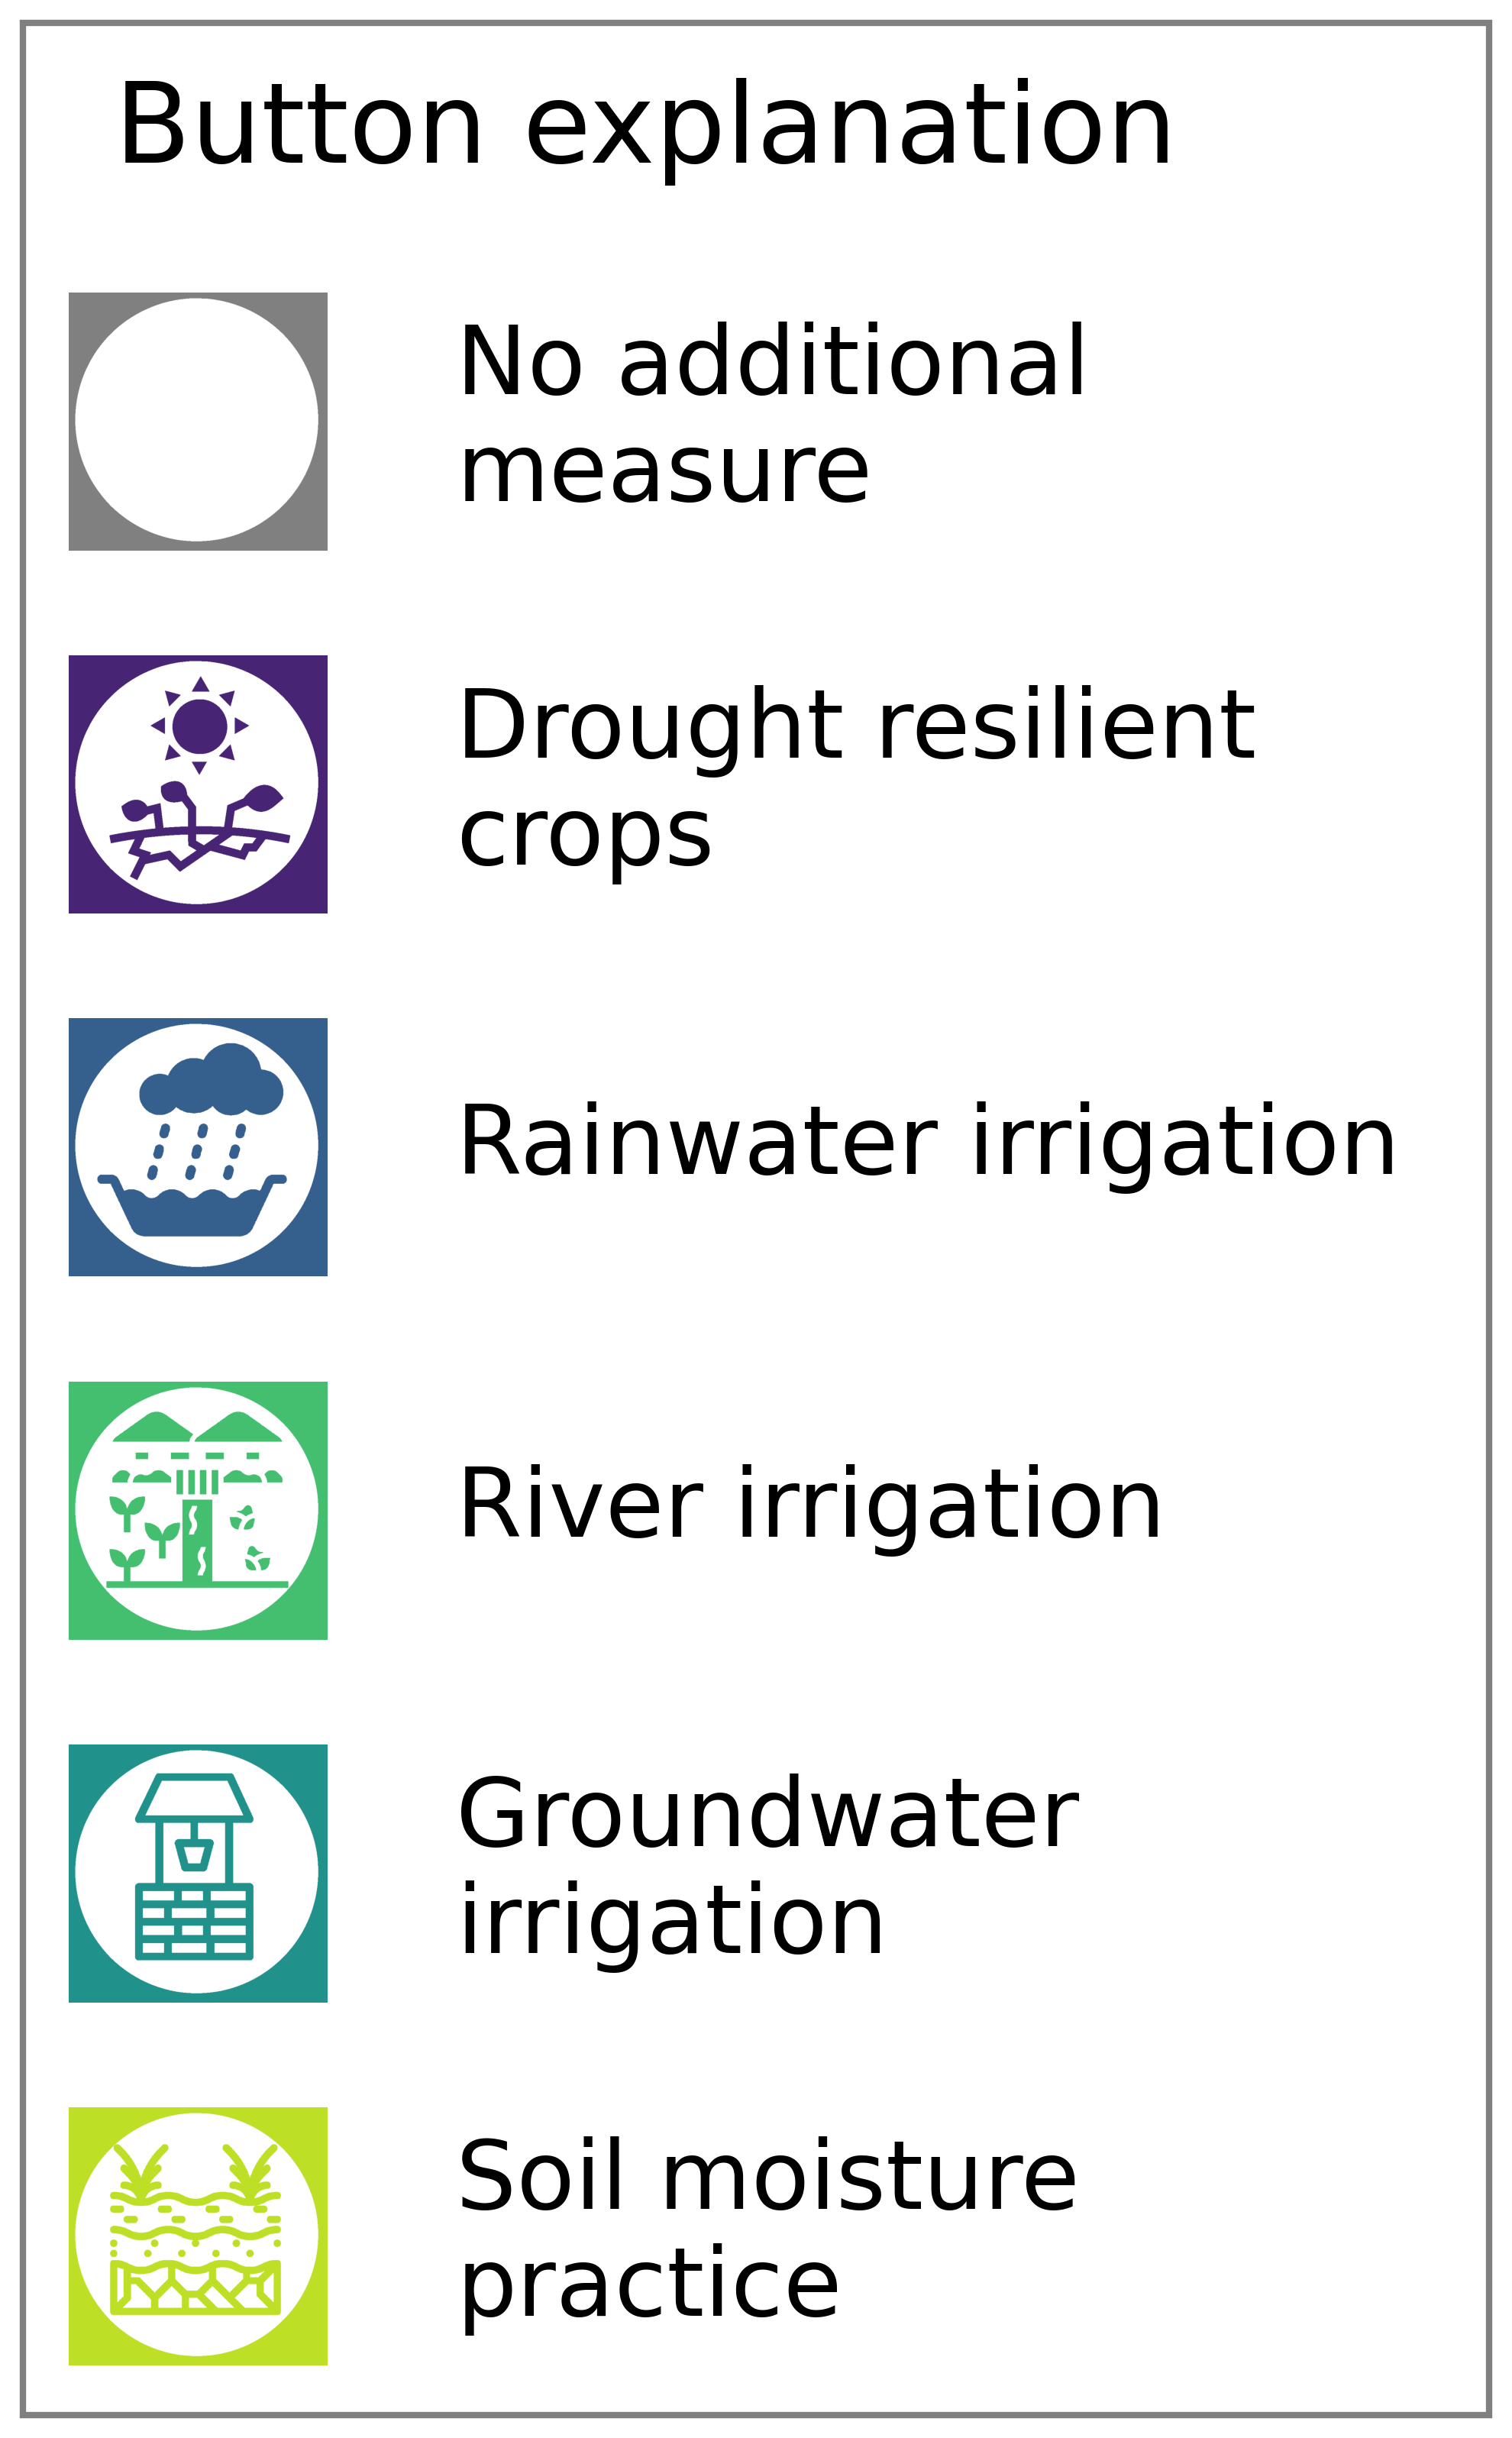 Button explanation
No additional
measure
Drought resilient
crops
Rainwater irrigation
River irrigation
Groundwater
irrigation
Soil moisture
practice